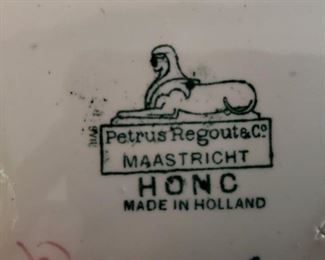 Petrus Regout & Co.
MAASTRICHT
HONC
MADE IN HOLLAND